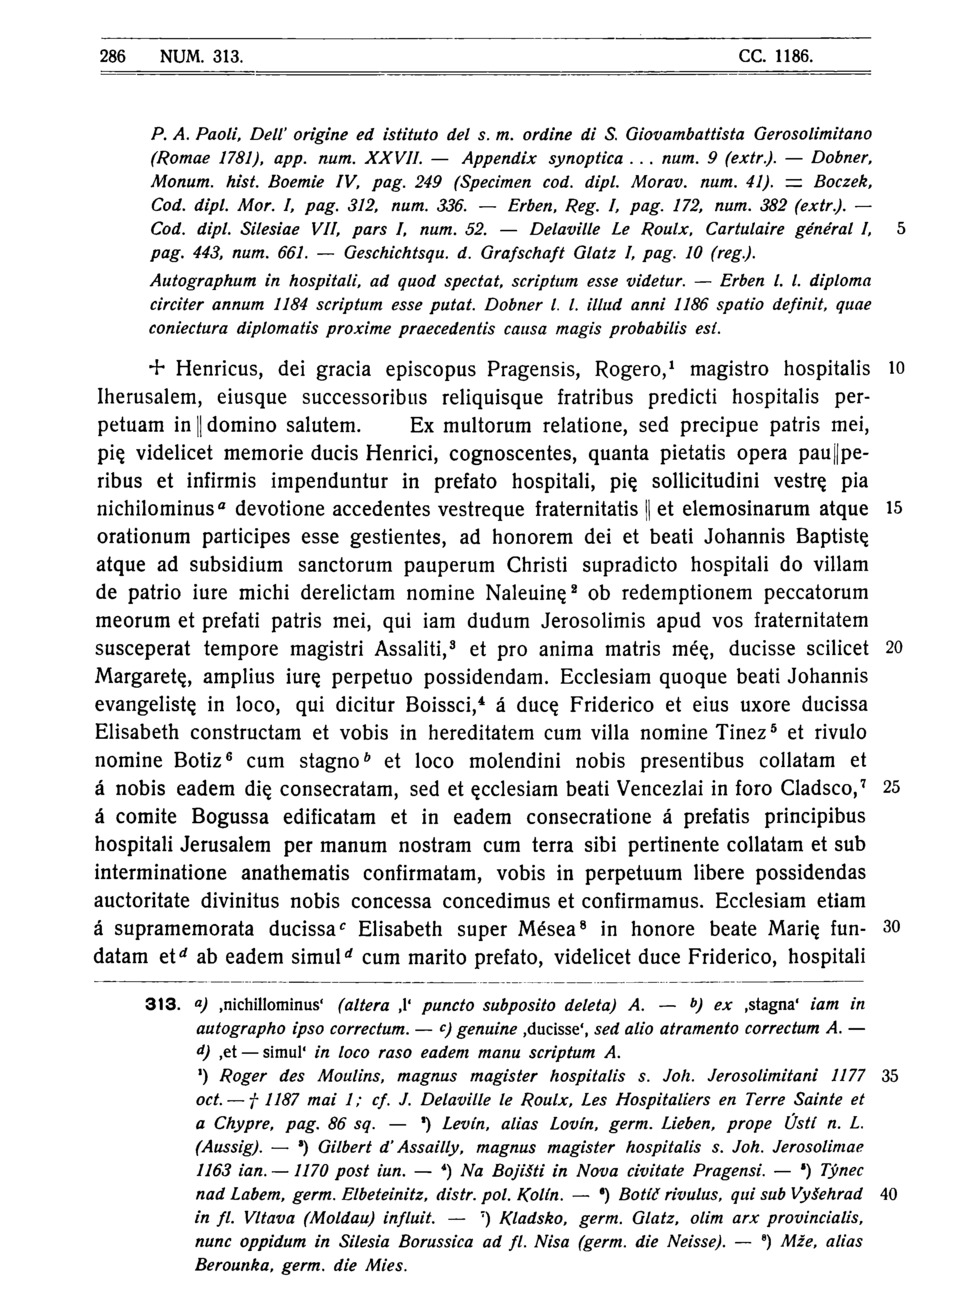 286 NUM. 313. CC. 1186.
P. A. Paoli, Dell' origine ed istituto del s. m. ordine di S. Giovambattista Gerosolimitano
(Romae 1781), app. num. XXVII. — Appendix synoptica ... num. 9 (extr.). — Dobner,
Monum. hist. Boemie IV, pag. 249 (Specimen cod. dipl. Morav. num. 41). = Boczek,
Cod. dipl. Mor. I, pag. 312, num. 336. — Erben, Reg. I, pag. 172, num. 382 (extr.). —
Cod. dipl. Silesiae VII, pars I, num. 52. — Delaville Le Roulx, Cartulaire général I, 5
pag. 443, num. 661. — Geschichtsqu. d. Grafschaft Glatz I, pag. 10 (reg.).
Autographum in hospitali, ad quod spectat, scriptum esse videtur. — Erben l. l. diploma
circiter annum 1184 scriptum esse putat. Dobner l. l. illud anni 1186 spatio definit, quae
coniectura diplomatis proxime praecedentis causa magis probabilis est.
+ Henricus, dei gracia episcopus Pragensis, Rogero,¹ magistro hospitalis 10
Iherusalem, eiusque successoribus reliquisque fratribus predicti hospitalis per-
petuam in || domino salutem. Ex multorum relatione, sed precipue patris mei,
pię videlicet memorie ducis Henrici, cognoscentes, quanta pietatis opera pau||pe-
ribus et infirmis impenduntur in prefato hospitali, pię sollicitudini vestrę pia
nichilominusᵃ devotione accedentes vestreque fraternitatis || et elemosinarum atque 15
orationum participes esse gestientes, ad honorem dei et beati Johannis Baptistę
atque ad subsidium sanctorum pauperum Christi supradicto hospitali do villam
de patrio iure michi derelictam nomine Naleuinę² ob redemptionem peccatorum
meorum et prefati patris mei, qui iam dudum Jerosolimis apud vos fraternitatem
susceperat tempore magistri Assaliti,³ et pro anima matris méę, ducisse scilicet 20
Margaretę, amplius iurę perpetuo possidendam. Ecclesiam quoque beati Johannis
evangelistę in loco, qui dicitur Boissci,⁴ á ducę Friderico et eius uxore ducissa
Elisabeth constructam et vobis in hereditatem cum villa nomine Tinez⁵ et rivulo
nomine Botiz⁶ cum stagnoᵇ et loco molendini nobis presentibus collatam et
á nobis eadem dię consecratam, sed et ęcclesiam beati Vencezlai in foro Cladsco,⁷ 25
á comite Bogussa edificatam et in eadem consecratione á prefatis principibus
hospitali Jerusalem per manum nostram cum terra sibi pertinente collatam et sub
interminatione anathematis confirmatam, vobis in perpetuum libere possidendas
auctoritate divinitus nobis concessa concedimus et confirmamus. Ecclesiam etiam
á supramemorata ducissaᶜ Elisabeth super Mésea⁸ in honore beate Marię fun- 30
datam etᵈ ab eadem simulᵈ cum marito prefato, videlicet duce Friderico, hospitali
313. a) ‚nichillominus‘ (altera ‚l‘ puncto subposito deleta) A. — b) ex ‚stagna‘ iam in
autographo ipso correctum. — c) genuine ‚ducisse‘, sed alio atramento correctum A. —
d) ‚et — simul‘ in loco raso eadem manu scriptum A.
¹) Roger des Moulins, magnus magister hospitalis s. Joh. Jerosolimitani 1177 35
oct. — † 1187 mai 1; cf. J. Delaville le Roulx, Les Hospitaliers en Terre Sainte et
a Chypre, pag. 86 sq. — ²) Levín, alias Lovín, germ. Lieben, prope Ústí n. L.
(Aussig). — ³) Gilbert d'Assailly, magnus magister hospitalis s. Joh. Jerosolimae
1163 ian. — 1170 post iun. — ⁴) Na Bojišti in Nova civitate Pragensi. — ⁵) Týnec
nad Labem, germ. Elbeteinitz, distr. pol. Kolín. — ⁶) Botíč rivulus, qui sub Vyšehrad 40
in fl. Vltava (Moldau) influit. — ⁷) Kladsko, germ. Glatz, olim arx provincialis,
nunc oppidum in Silesia Borussica ad fl. Nisa (germ. die Neisse). — ⁸) Mže, alias
Berounka, germ. die Mies.